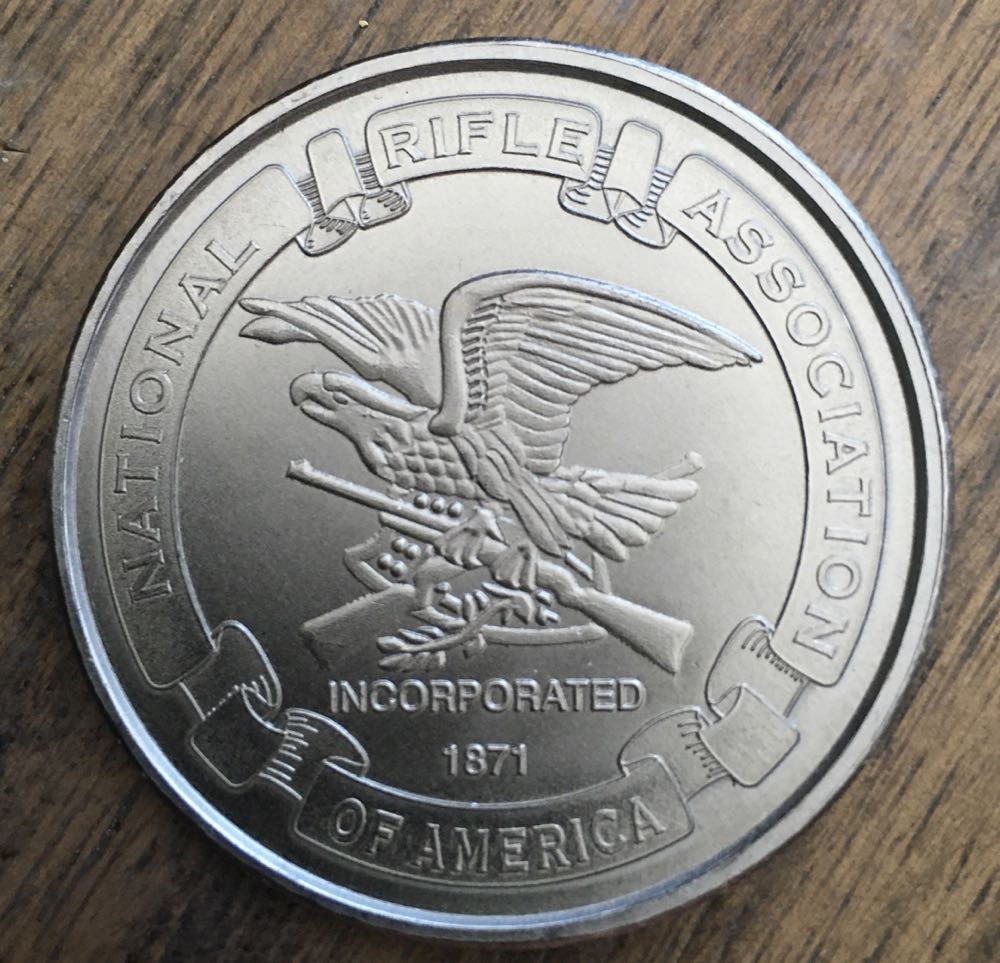 NATIONAL RIFLE ASSOCIATION
INCORPORATED
1871
OF AMERICA